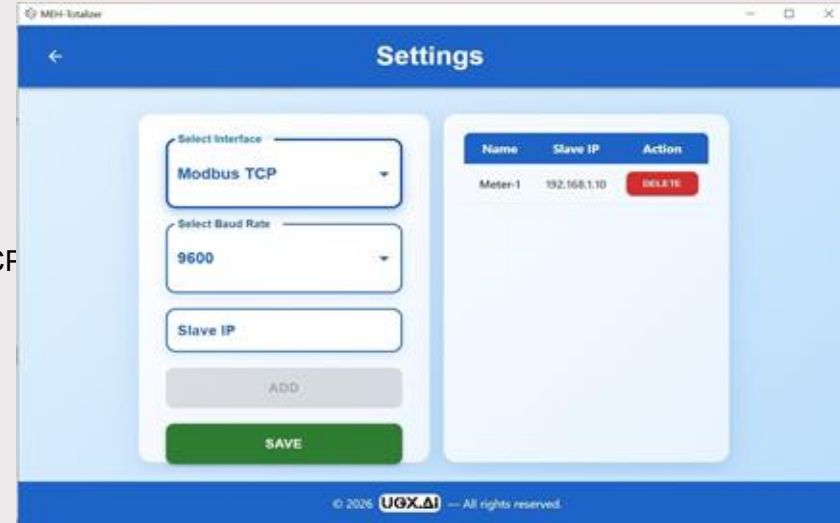 MEH-Totalizer
Settings
Select Interface
Modbus TCP
Select Baud Rate
9600
Slave IP
ADD
SAVE
Name Slave IP Action
Meter-1 192.168.1.10 DELETE
© 2026 UGX.AI — All rights reserved.